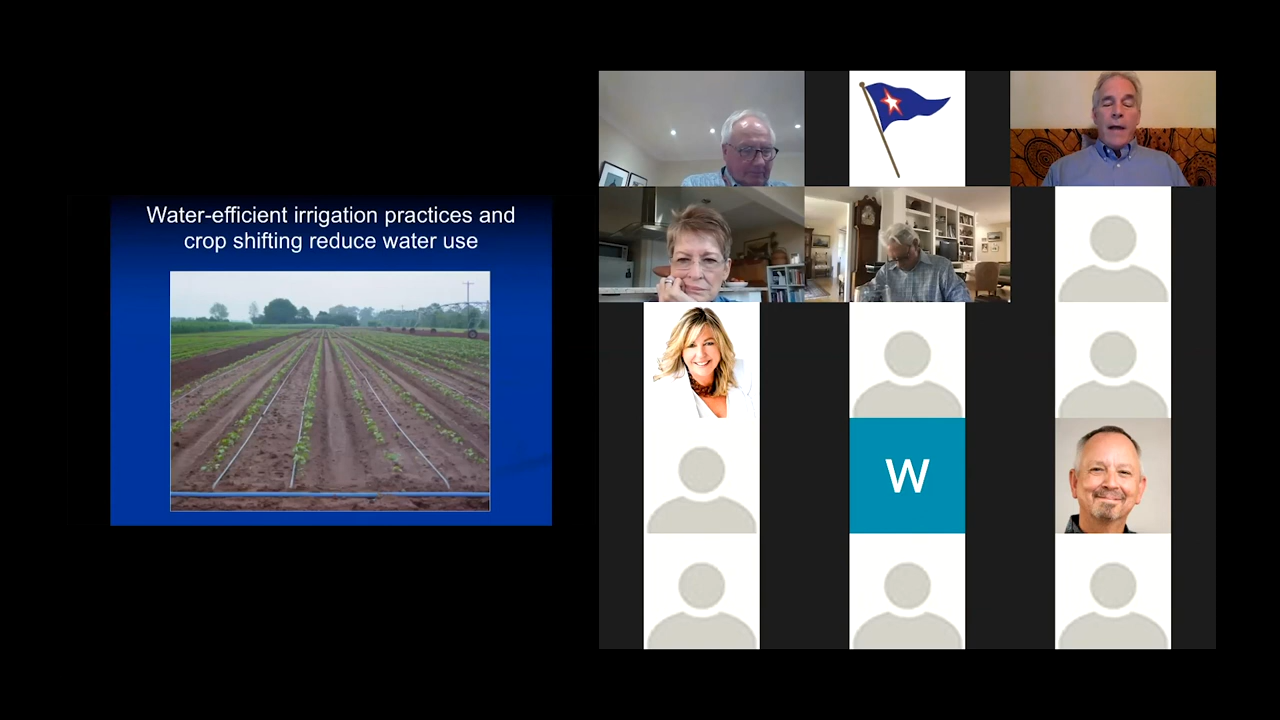 Water-efficient irrigation practices and
crop shifting reduce water use
W